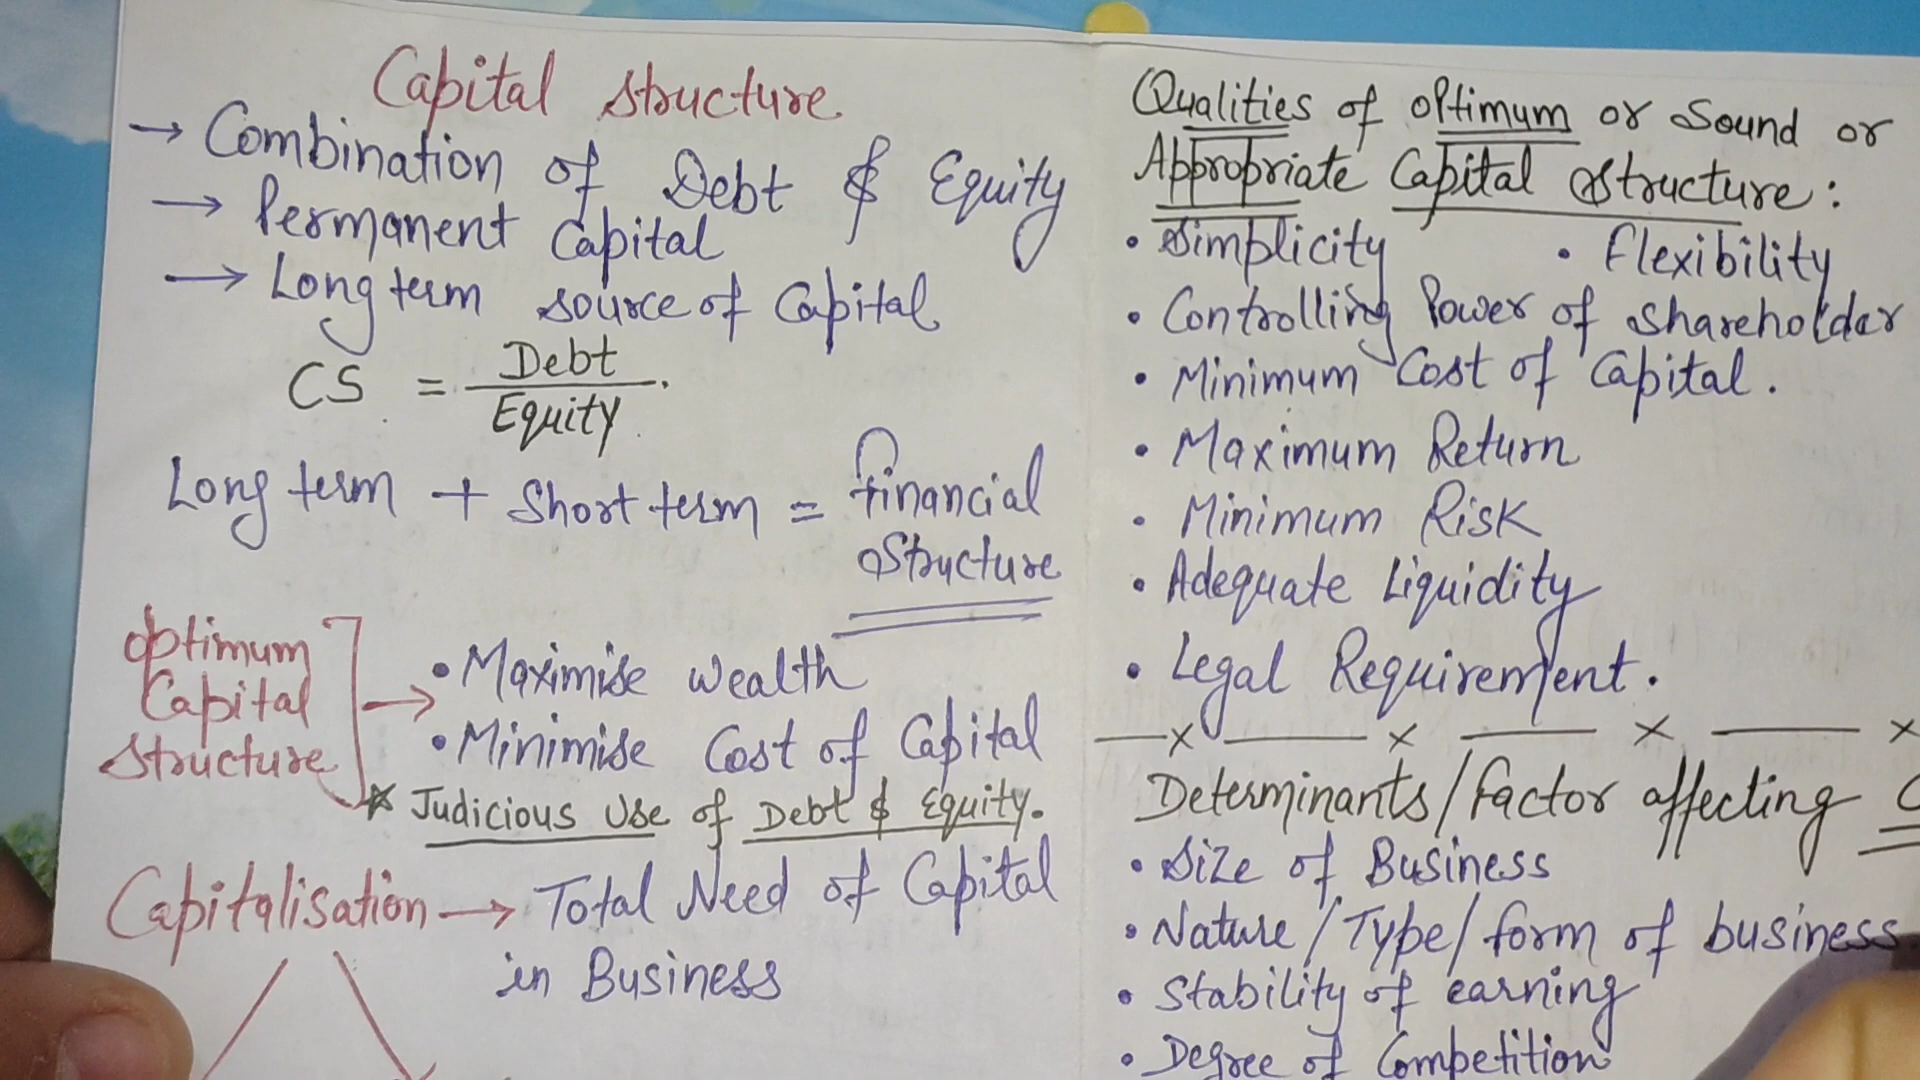 Capital Structure
→ Combination of Debt & Equity
→ Permanent Capital
→ Long term source of Capital
CS = Debt / Equity.
Long term + Short term = financial
Structure
Optimum
Capital
Structure
→
• Maximise Wealth
• Minimise Cost of Capital
* Judicious Use of Debt & Equity.
Capitalisation → Total Need of Capital
in Business
Qualities of Optimum or Sound or
Appropriate Capital Structure:
• Simplicity • Flexibility
• Controlling Power of Shareholder
• Minimum Cost of Capital.
• Maximum Return
• Minimum Risk
• Adequate Liquidity
• Legal Requirement.
—x———x———x———x
Determinants/Factor affecting C
• Size of Business
• Nature/Type/form of business
• Stability of earning
• Degree of Competition